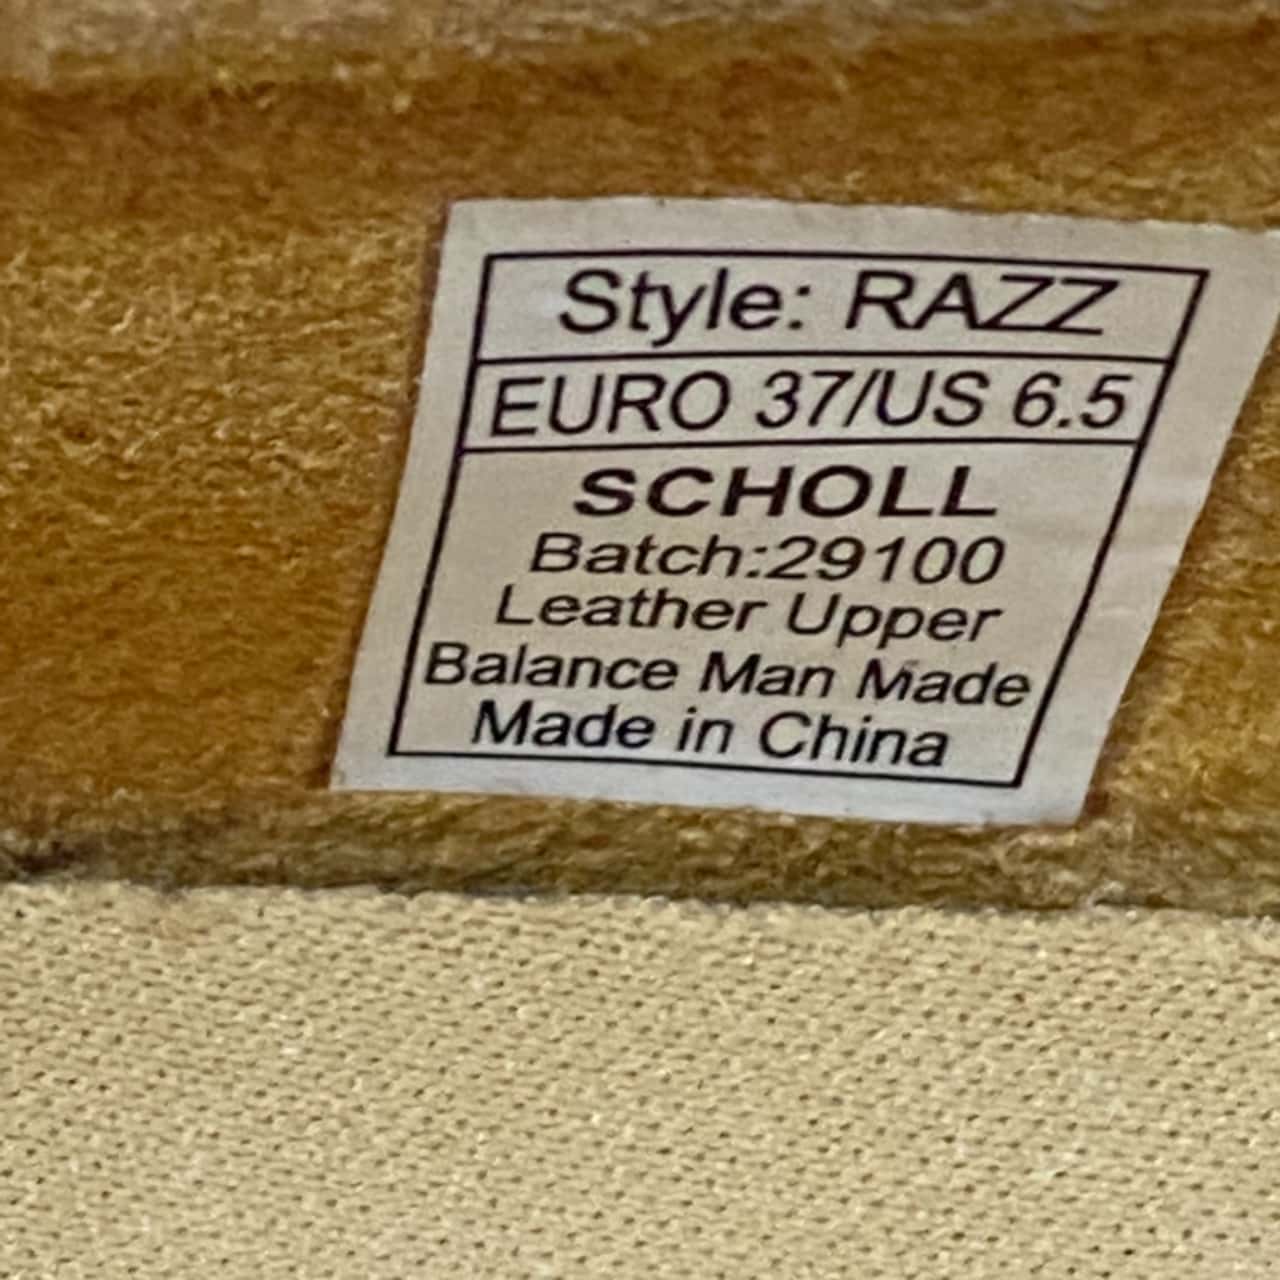 Style: RAZZ
EURO 37/US 6.5
SCHOLL
Batch:29100
Leather Upper
Balance Man Made
Made in China